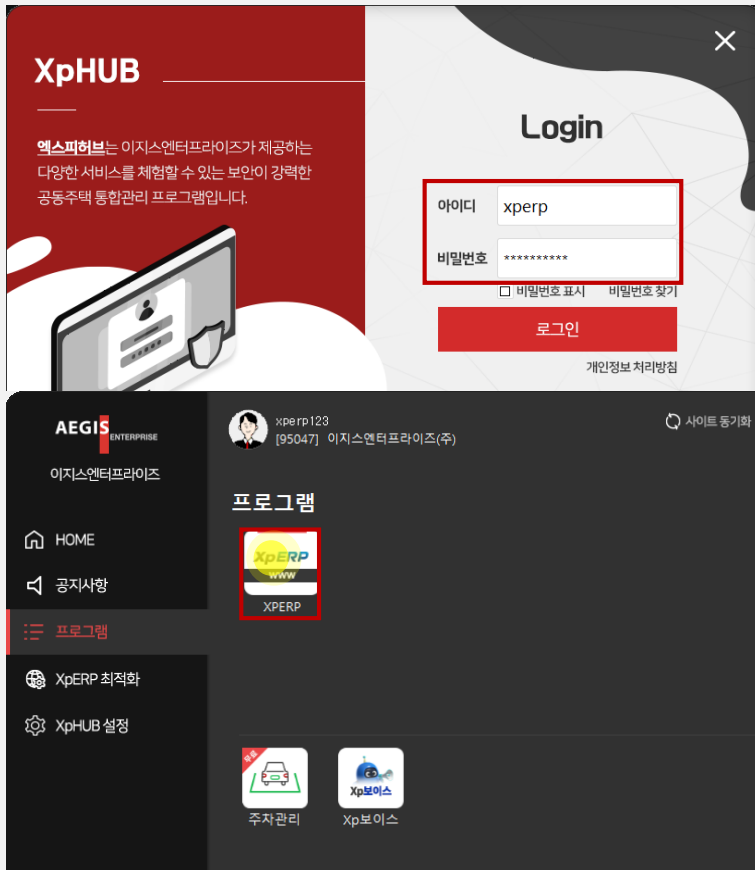 XpHUB
엑스피허브는 이지스엔터프라이즈가 제공하는
다양한 서비스를 체험할 수 있는 보안이 강력한
공동주택 통합관리 프로그램입니다.
Login
아이디 xperp
비밀번호 **********
비밀번호 표시 비밀번호 찾기
로그인
개인정보 처리방침
AEGIS ENTERPRISE
이지스엔터프라이즈
HOME
공지사항
프로그램
XpERP 최적화
XpHUB 설정
xperp123
[95047] 이지스엔터프라이즈(주)
사이트 동기화
프로그램
XpERP
WWW
XPERP
무료
주차관리
Xp보이스
Xp보이스